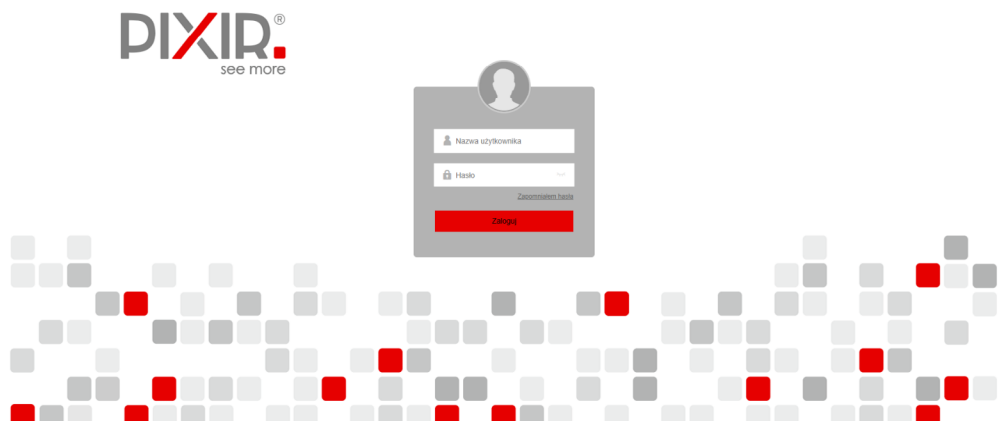 PIXIR®
see more
Nazwa użytkownika
Hasło
Zapomniałem hasła
Zaloguj